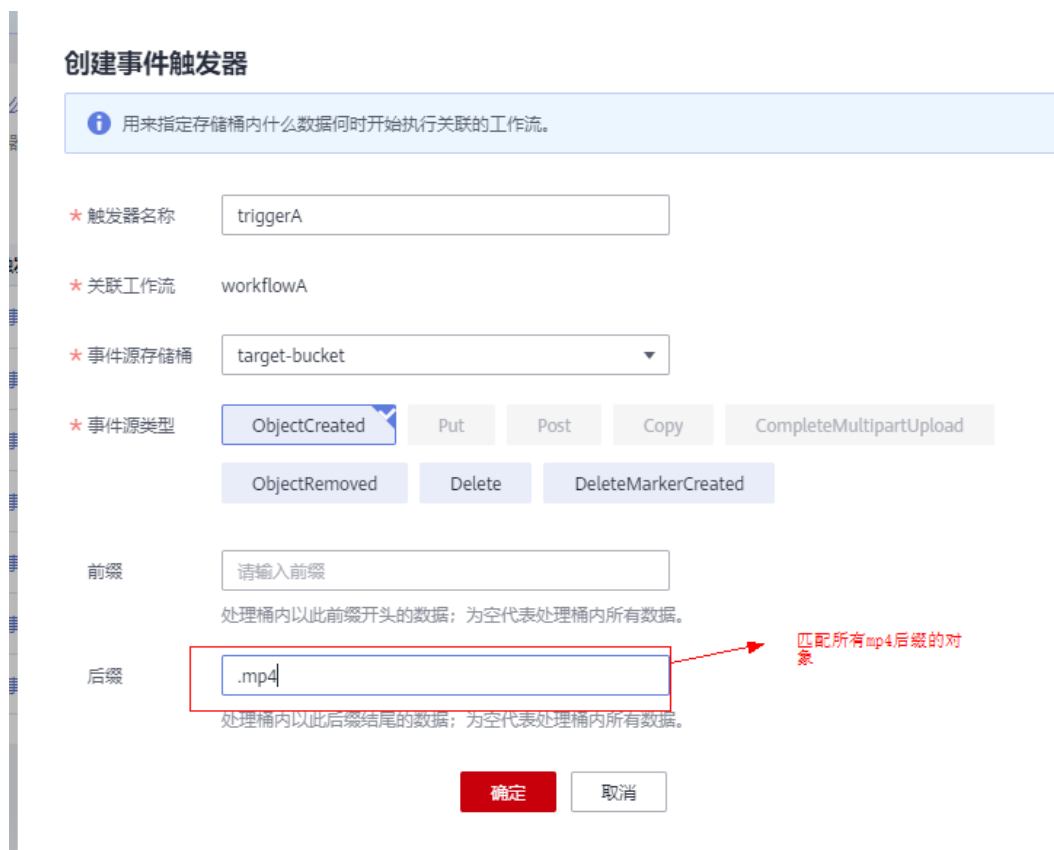 创建事件触发器
用来指定存储桶内什么数据何时开始执行关联的工作流。
* 触发器名称 triggerA
* 关联工作流 workflowA
* 事件源存储桶 target-bucket
* 事件源类型 ObjectCreated Put Post Copy CompleteMultipartUpload
ObjectRemoved Delete DeleteMarkerCreated
前缀 请输入前缀
处理桶内以此前缀开头的数据；为空代表处理桶内所有数据。
匹配所有mp4后缀的对
象
后缀 .mp4
处理桶内以此后缀结尾的数据；为空代表处理桶内所有数据。
确定 取消